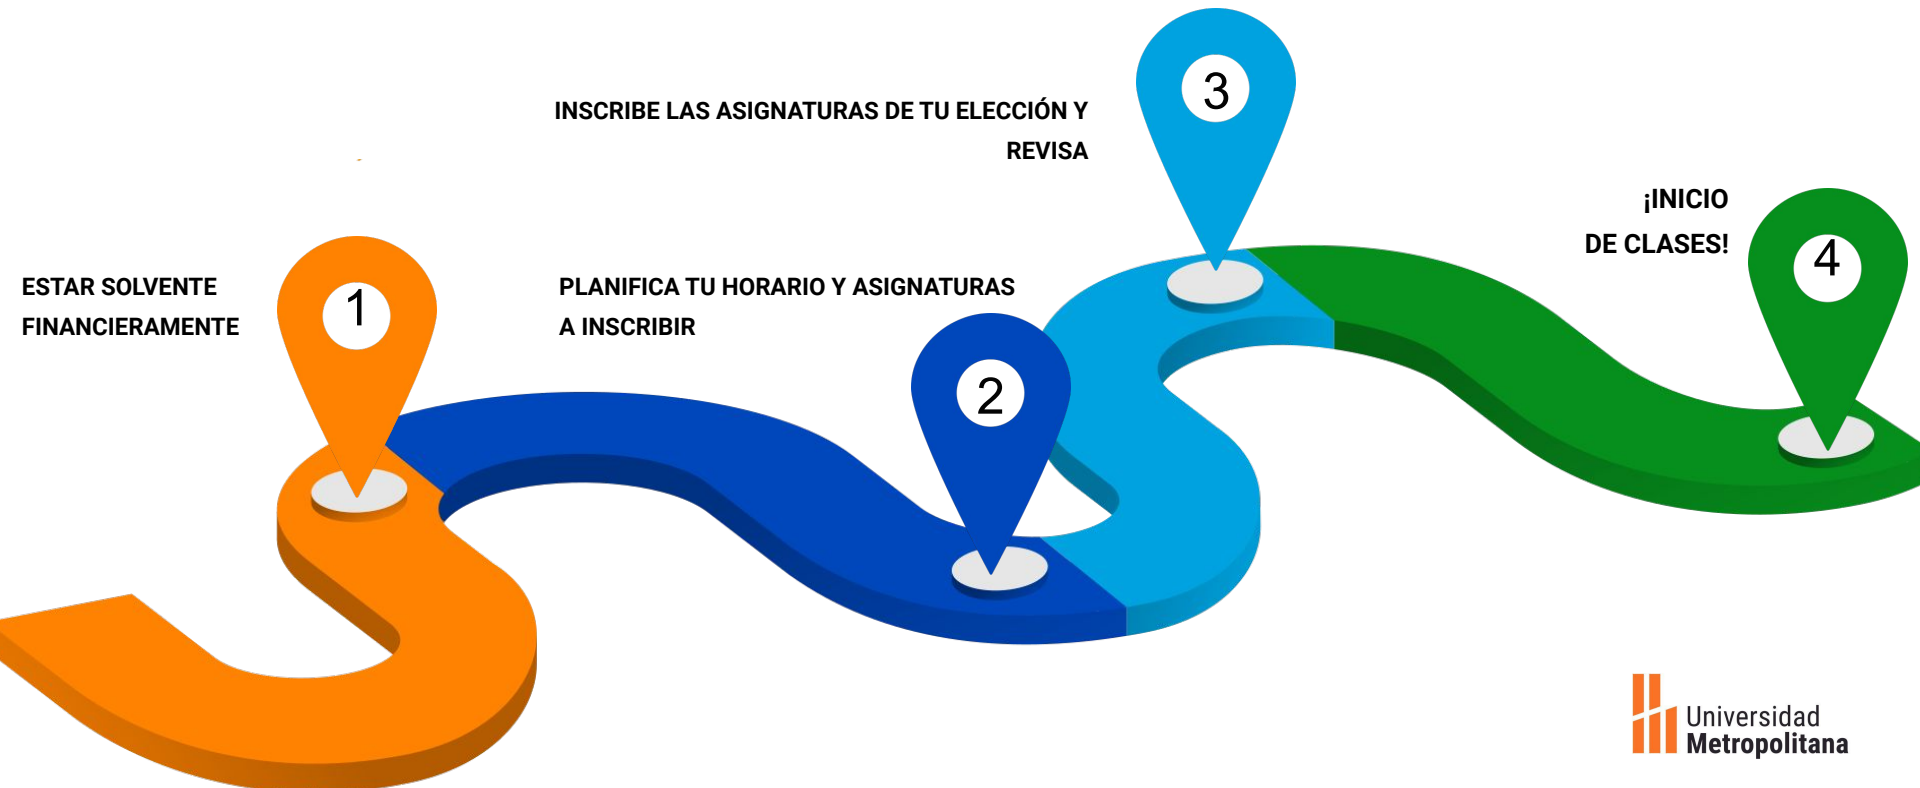 1
ESTAR SOLVENTE
FINANCIERAMENTE
2
PLANIFICA TU HORARIO Y ASIGNATURAS
A INSCRIBIR
3
INSCRIBE LAS ASIGNATURAS DE TU ELECCIÓN Y
REVISA
4
¡INICIO
DE CLASES!
Universidad
Metropolitana